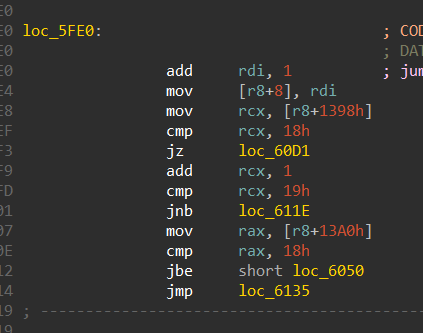 E0
E0 loc_5FE0: ; COD
E0 ; DAT
E0 add rdi, 1 ; jum
E4 mov [r8+8], rdi
E8 mov rcx, [r8+1398h]
EF cmp rcx, 18h
F3 jz loc_60D1
F9 add rcx, 1
FD cmp rcx, 19h
01 jnb loc_611E
07 mov rax, [r8+13A0h]
0E cmp rax, 18h
12 jbe short loc_6050
14 jmp loc_6135
19 ; ---------------------------------------------
19